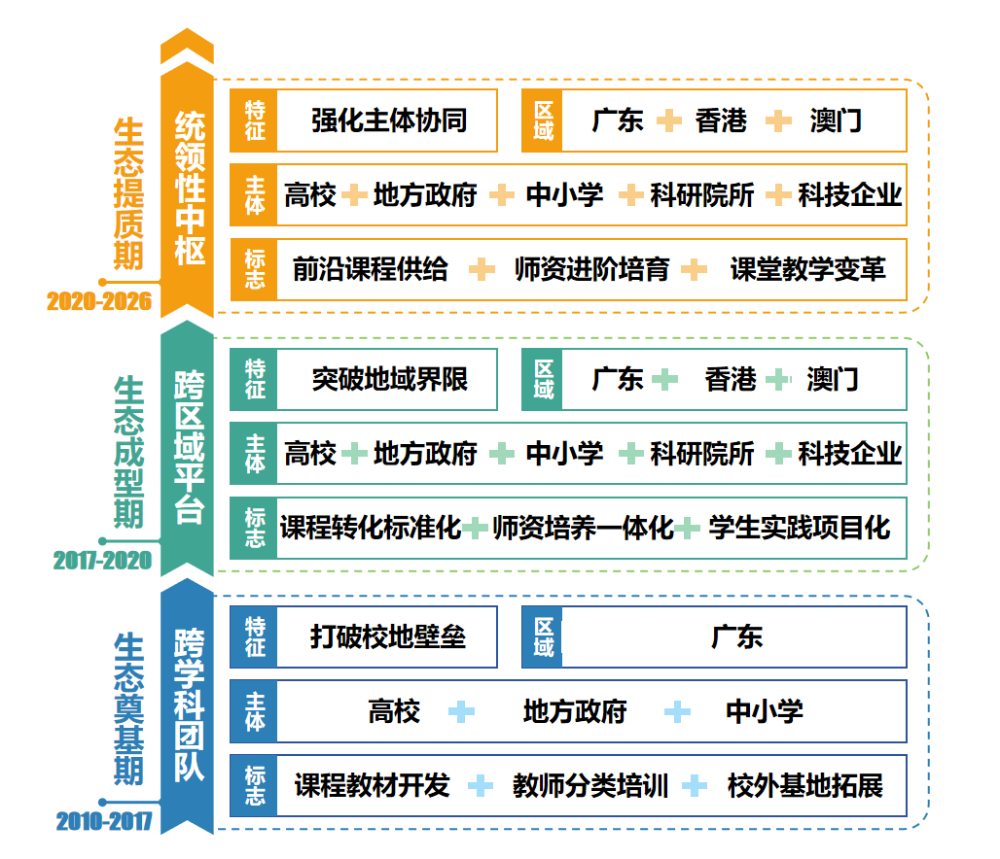 生态提质期
2020-2026
统领性中枢
特征
强化主体协同
区域
广东 + 香港 + 澳门
主体
高校 + 地方政府 + 中小学 + 科研院所 + 科技企业
标志
前沿课程供给 + 师资进阶培育 + 课堂教学变革
生态成型期
2017-2020
跨区域平台
特征
突破地域界限
区域
广东 + 香港 + 澳门
主体
高校 + 地方政府 + 中小学 + 科研院所 + 科技企业
标志
课程转化标准化 + 师资培养一体化 + 学生实践项目化
生态奠基期
2010-2017
跨学科团队
特征
打破校地壁垒
区域
广东
主体
高校 + 地方政府 + 中小学
标志
课程教材开发 + 教师分类培训 + 校外基地拓展